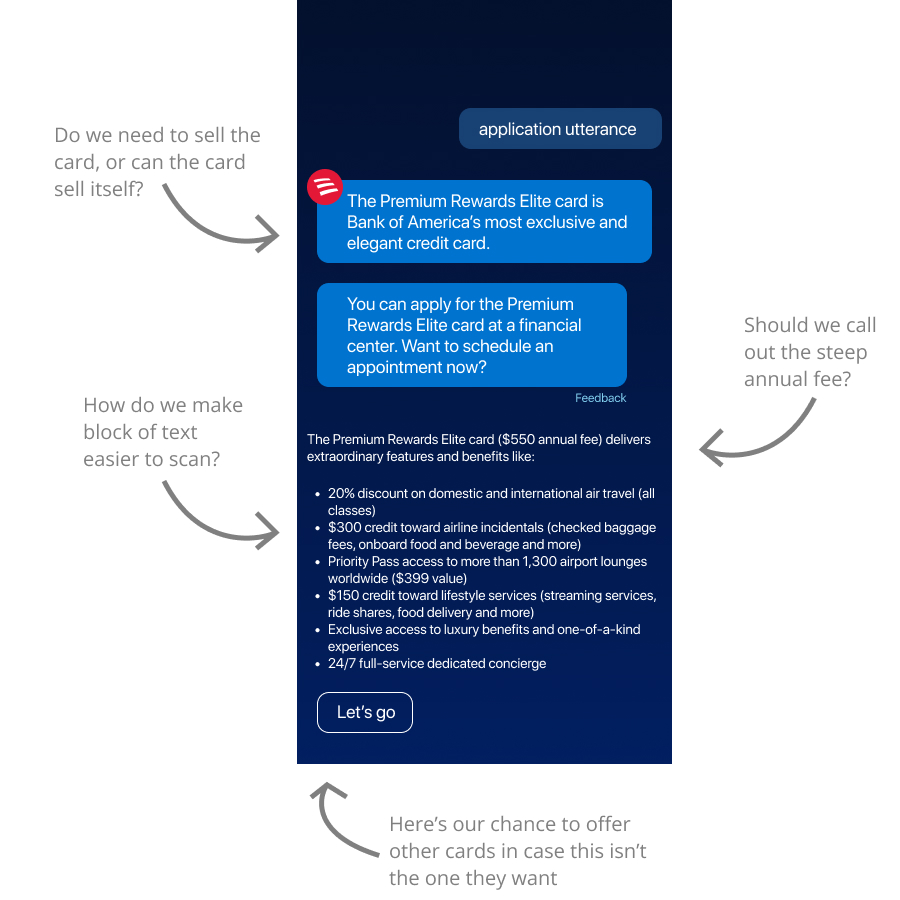 application utterance
Do we need to sell the
card, or can the card
sell itself?
The Premium Rewards Elite card is
Bank of America's most exclusive and
elegant credit card.
You can apply for the Premium
Rewards Elite card at a financial
center. Want to schedule an
appointment now?
Feedback
Should we call
out the steep
annual fee?
How do we make
block of text
easier to scan?
The Premium Rewards Elite card ($550 annual fee) delivers
extraordinary features and benefits like:
• 20% discount on domestic and international air travel (all
classes)
• $300 credit toward airline incidentals (checked baggage
fees, onboard food and beverage and more)
• Priority Pass access to more than 1,300 airport lounges
worldwide ($399 value)
• $150 credit toward lifestyle services (streaming services,
ride shares, food delivery and more)
• Exclusive access to luxury benefits and one-of-a-kind
experiences
• 24/7 full-service dedicated concierge
Let's go
Here's our chance to offer
other cards in case this isn't
the one they want